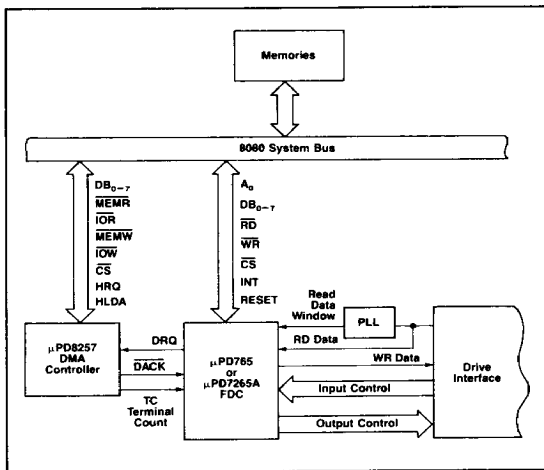 Memories
8080 System Bus
DB0–7
MEMR
IOR
MEMW
IOW
CS
HRQ
HLDA
A0
DB0–7
RD
WR
CS
INT
RESET
Read
Data
Window
PLL
μPD8257
DMA
Controller
DRQ
DACK
TC
Terminal
Count
μPD765
or
μPD7265A
FDC
RD Data
WR Data
Input Control
Output Control
Drive
Interface